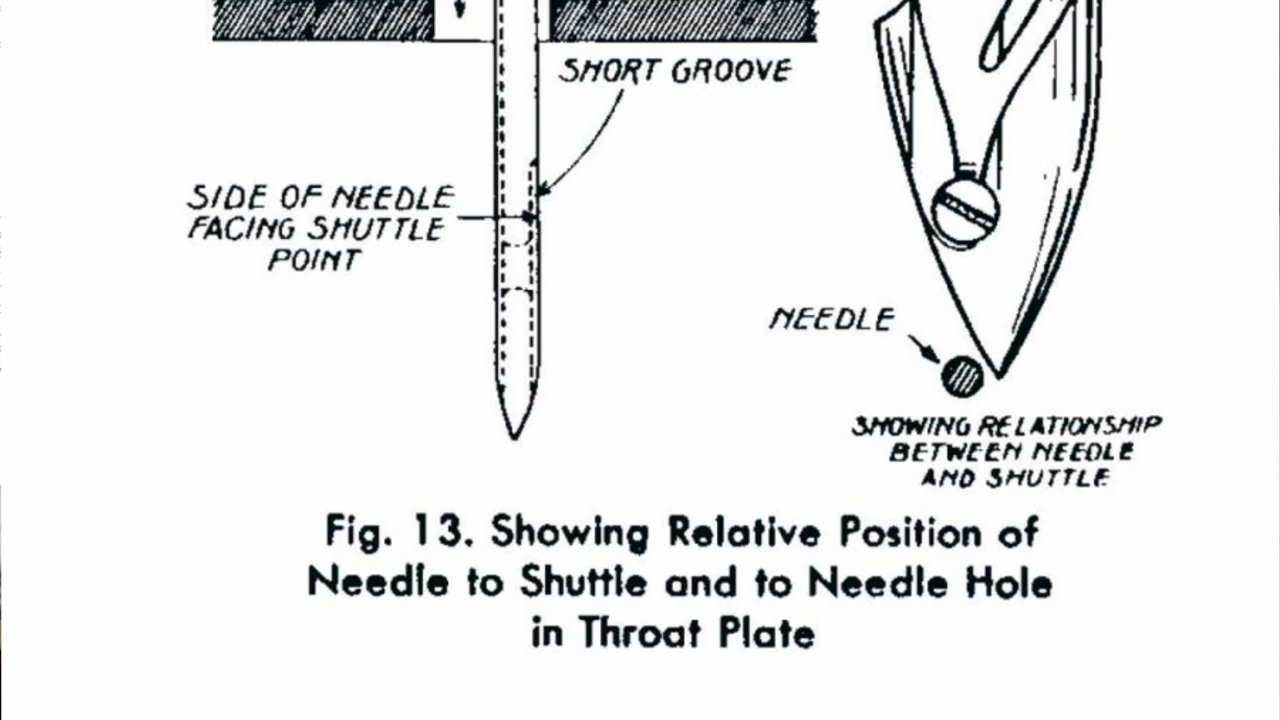 SHORT GROOVE
SIDE OF NEEDLE
FACING SHUTTLE
POINT
NEEDLE
SHOWING RELATIONSHIP
BETWEEN NEEDLE
AND SHUTTLE
Fig. 13. Showing Relative Position of
Needle to Shuttle and to Needle Hole
in Throat Plate